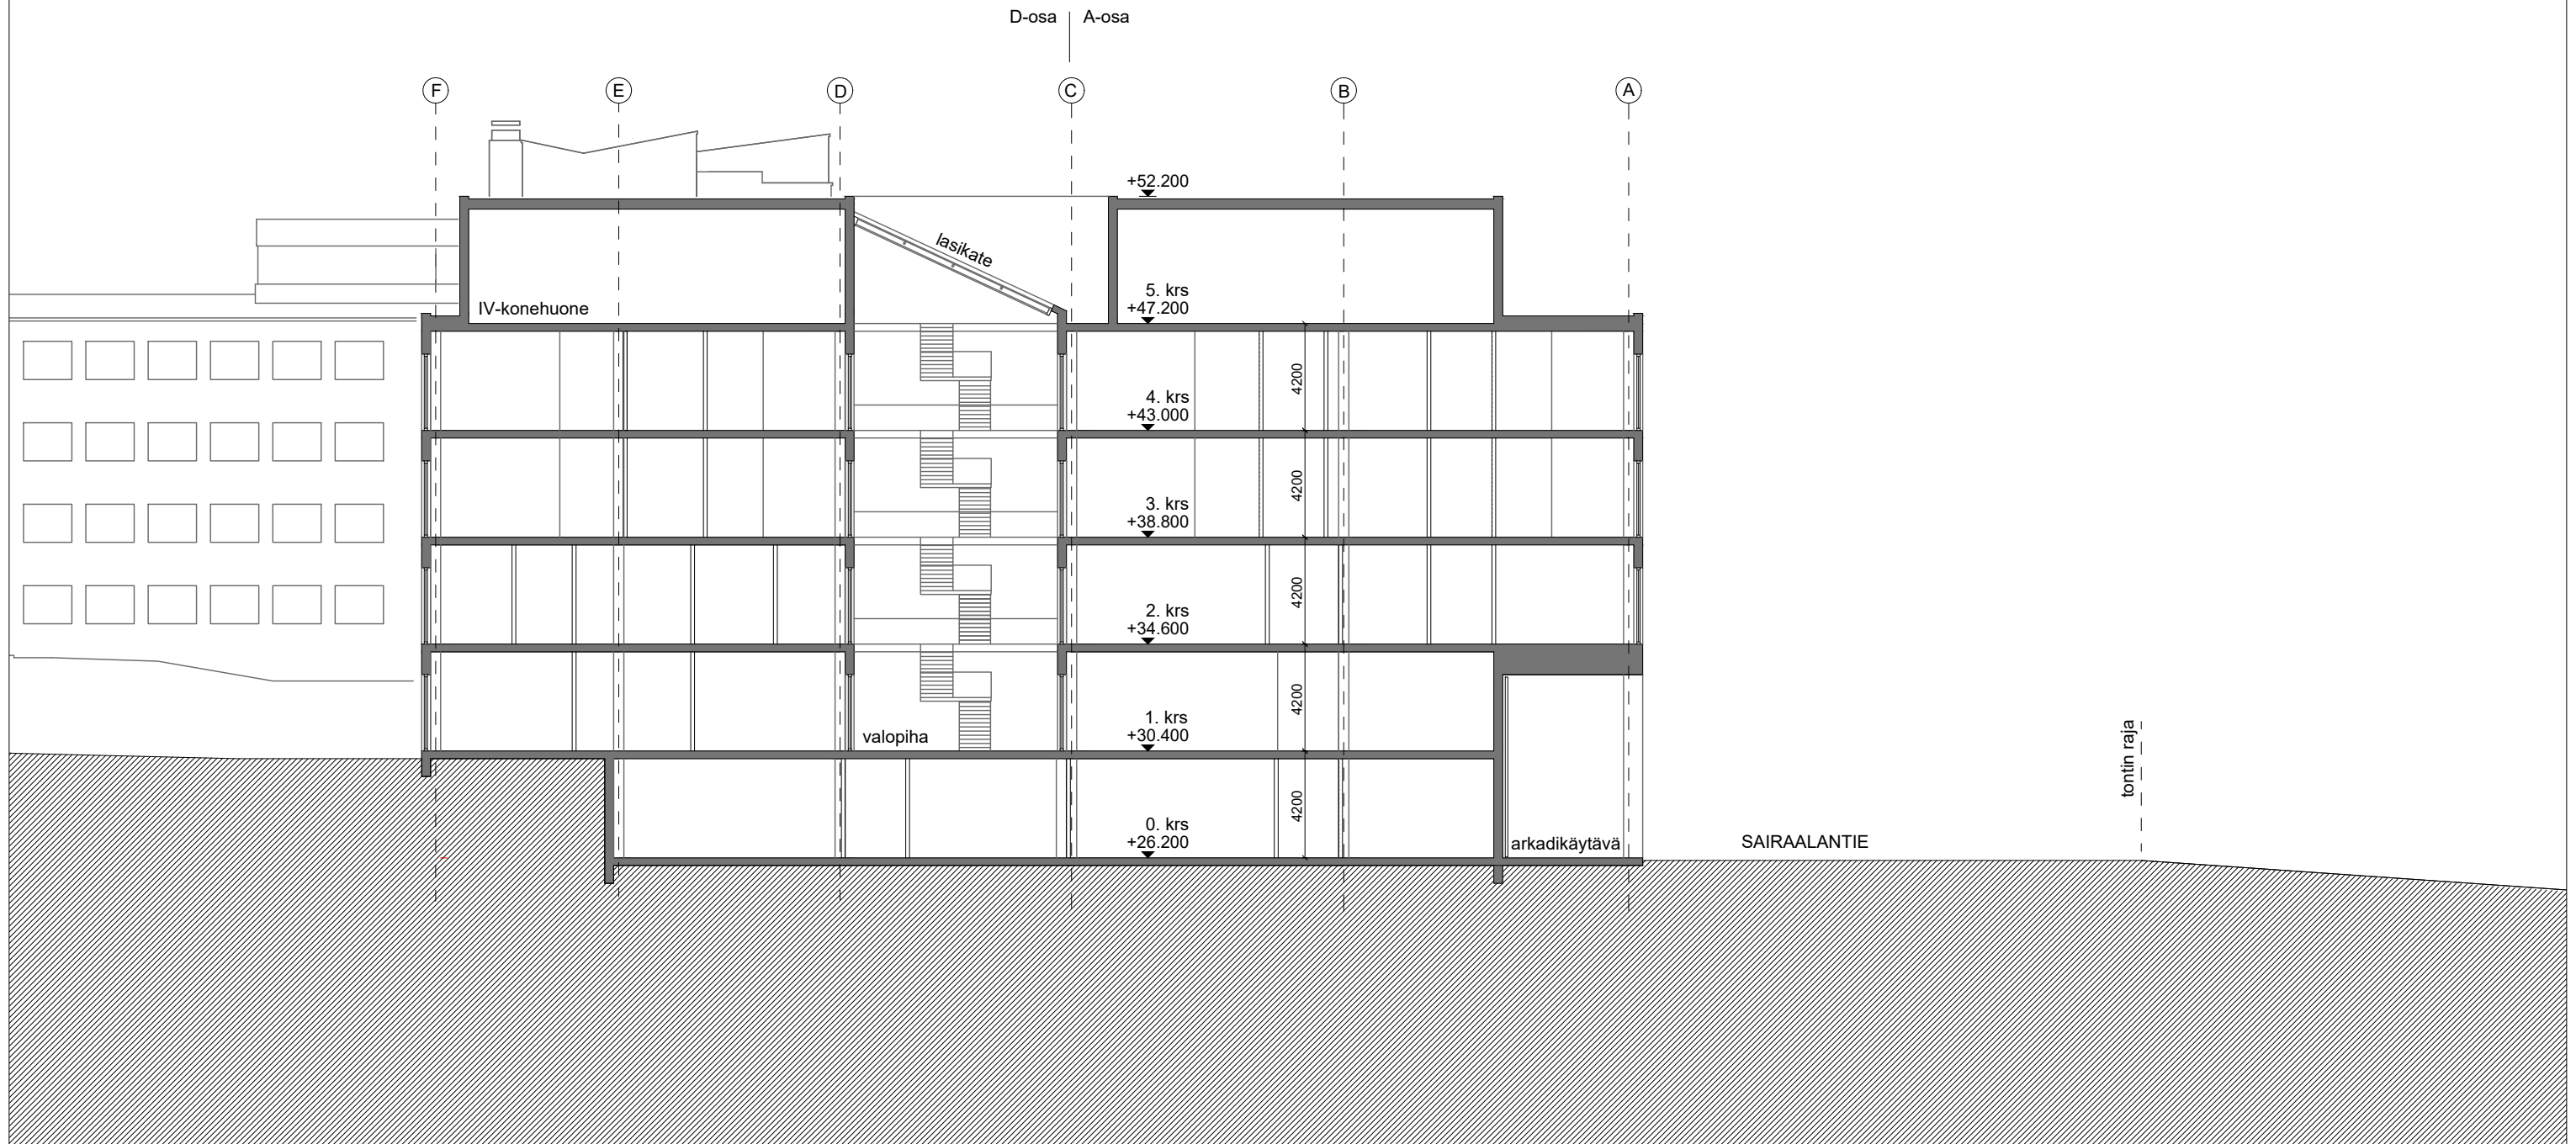 D-osa
A-osa
F
E
D
C
B
A
+52.200
lasikate
5. krs
+47.200
IV-konehuone
4200
4. krs
+43.000
4200
3. krs
+38.800
4200
2. krs
+34.600
4200
1. krs
+30.400
valopiha
tontin raja
4200
0. krs
+26.200
arkadikäytävä
SAIRAALANTIE